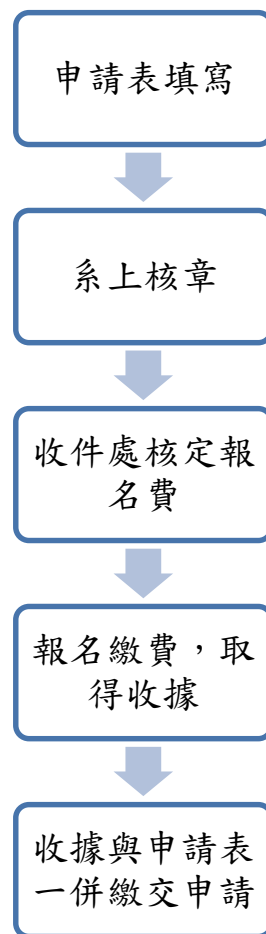 申請表填寫
系上核章
收件處核定報
名費
報名繳費，取
得收據
收據與申請表
一併繳交申請